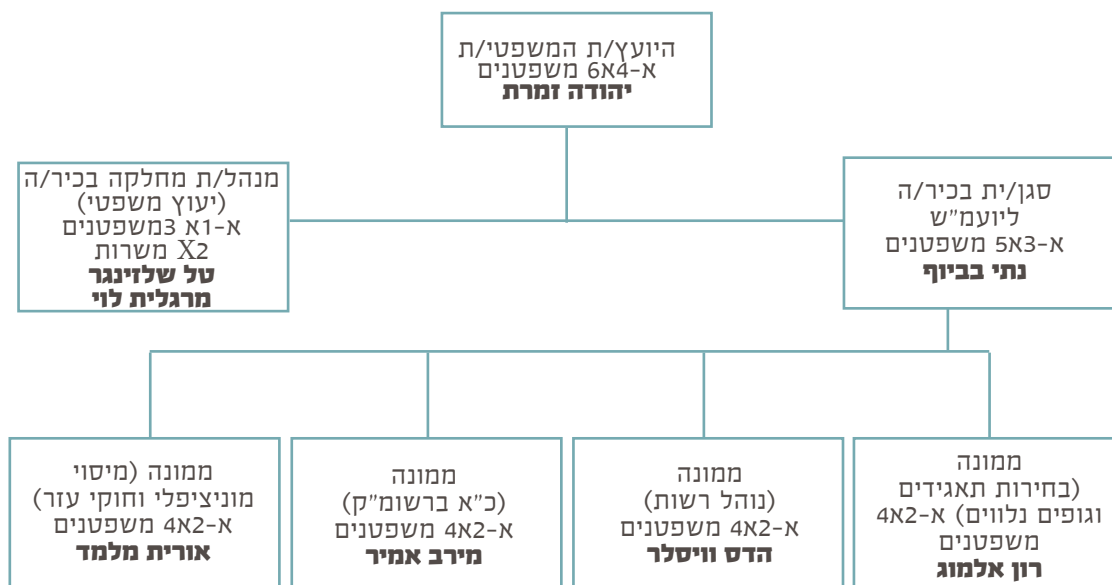 היועץ/ת המשפטי/ת
א-4א6 משפטנים
יהודה זמרת
סגן/ית בכיר/ה
ליועמ"ש
א-3א5 משפטנים
נתי בביוף
מנהל/ת מחלקה בכיר/ה
(יעוץ משפטי)
א-1א 3משפטנים
X2 משרות
טל שלזינגר
מרגלית לוי
ממונה
(בחירות תאגידים
וגופים נלווים) א-2א4
משפטנים
רון אלמוג
ממונה
(נוהל רשות)
א-2א4 משפטנים
הדס וויסלר
ממונה
(כ"א ברשומ"ק)
א-2א4 משפטנים
מירב אמיר
ממונה (מיסוי
מוניציפלי וחוקי עזר)
א-2א4 משפטנים
אורית מלמד